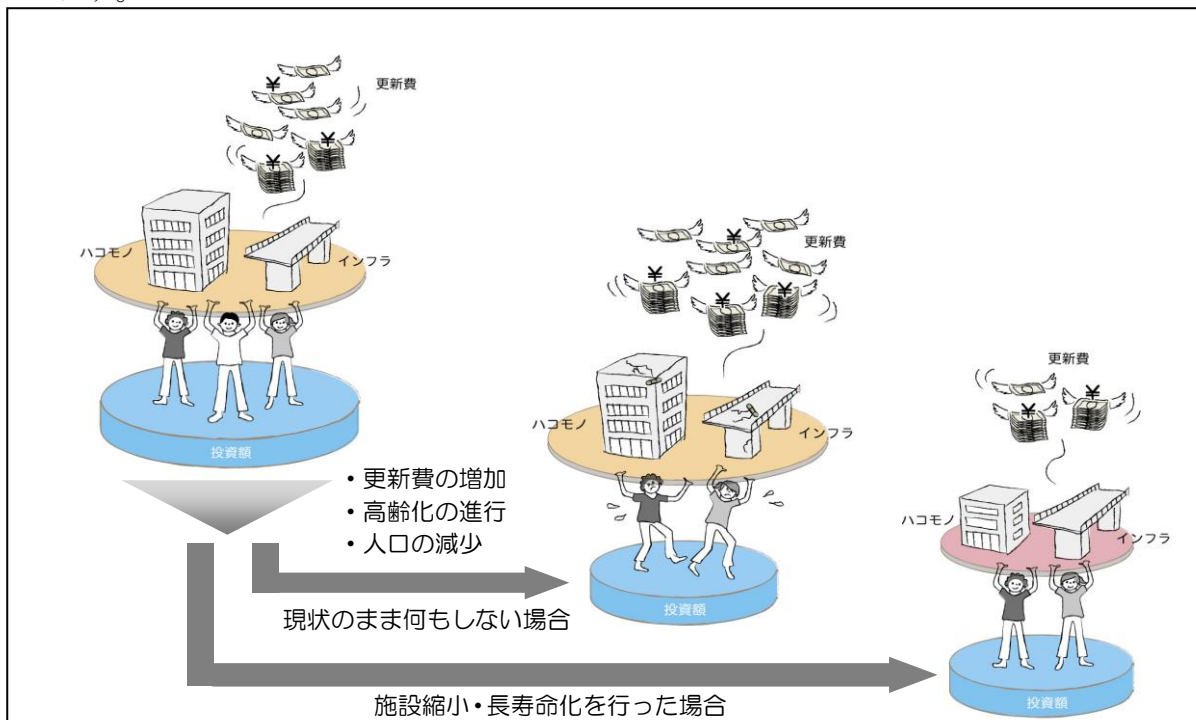 更新費
¥
¥
¥
ハコモノ
インフラ
投資額
・更新費の増加
・高齢化の進行
・人口の減少
更新費
¥
¥
¥
¥
ハコモノ
インフラ
投資額
現状のまま何もしない場合
更新費
¥
¥
ハコモノ
インフラ
投資額
施設縮小・長寿命化を行った場合